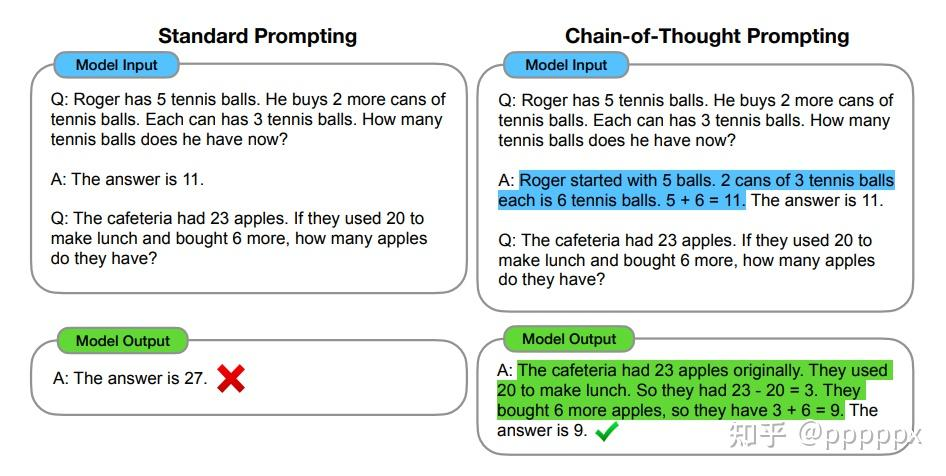 Standard Prompting
Model Input
Q: Roger has 5 tennis balls. He buys 2 more cans of
tennis balls. Each can has 3 tennis balls. How many
tennis balls does he have now?
A: The answer is 11.
Q: The cafeteria had 23 apples. If they used 20 to
make lunch and bought 6 more, how many apples
do they have?
Model Output
A: The answer is 27.
Chain-of-Thought Prompting
Model Input
Q: Roger has 5 tennis balls. He buys 2 more cans of
tennis balls. Each can has 3 tennis balls. How many
tennis balls does he have now?
A: Roger started with 5 balls. 2 cans of 3 tennis balls
each is 6 tennis balls. 5 + 6 = 11. The answer is 11.
Q: The cafeteria had 23 apples. If they used 20 to
make lunch and bought 6 more, how many apples
do they have?
Model Output
A: The cafeteria had 23 apples originally. They used
20 to make lunch. So they had 23 - 20 = 3. They
bought 6 more apples, so they have 3 + 6 = 9. The
answer is 9.
知乎 @pppppx